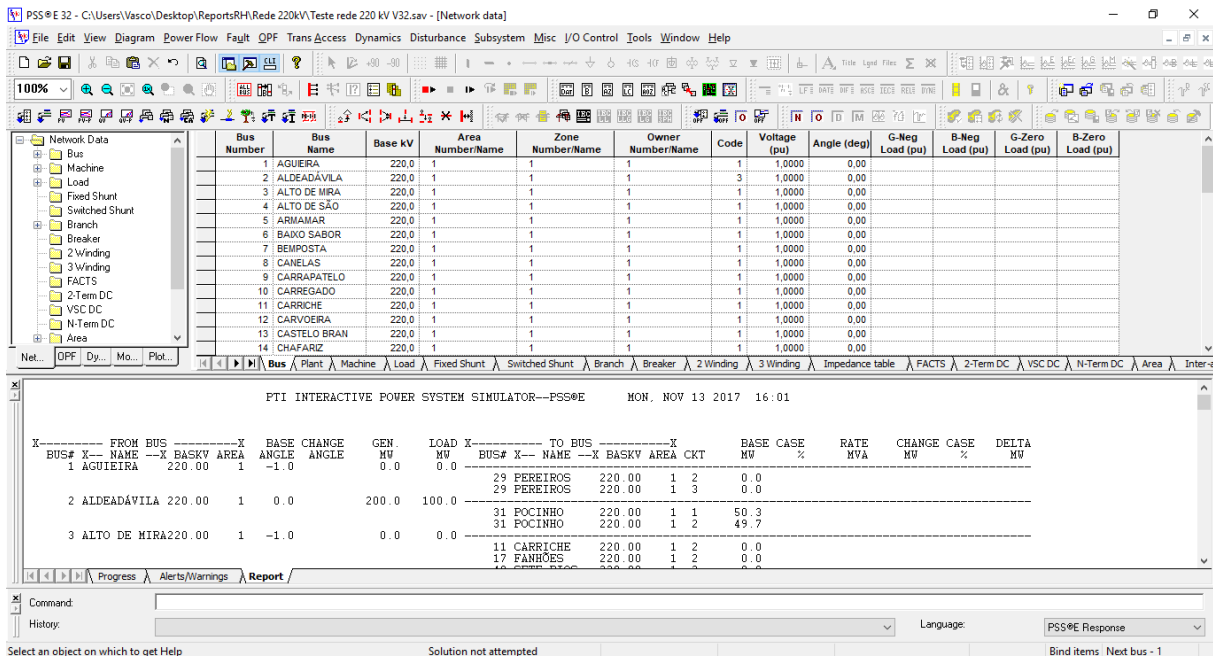 PSS®E 32 - C:\Users\Vasco\Desktop\ReportsRH\Rede 220kV\Teste rede 220 kV V32.sav - [Network data]
File Edit View Diagram Power Flow Fault OPF Trans Access Dynamics Disturbance Subsystem Misc I/O Control Tools Window Help
100%
Network Data
Bus
Machine
Load
Fixed Shunt
Switched Shunt
Branch
Breaker
2 Winding
3 Winding
FACTS
2-Term DC
VSC DC
N-Term DC
Area
Net... OPF Dy... Mo... Plot...
Bus Number Bus Name Base kV Area Number/Name Zone Number/Name Owner Number/Name Code Voltage (pu) Angle (deg) G-Neg Load (pu) B-Neg Load (pu) G-Zero Load (pu) B-Zero Load (pu)
1 AGUIEIRA 220,0 1 1 1 1 1,0000 0,00
2 ALDEADÁVILA 220,0 1 1 1 3 1,0000 0,00
3 ALTO DE MIRA 220,0 1 1 1 1 1,0000 0,00
4 ALTO DE SÃO 220,0 1 1 1 1 1,0000 0,00
5 ARMAMAR 220,0 1 1 1 1 1,0000 0,00
6 BAIXO SABOR 220,0 1 1 1 1 1,0000 0,00
7 BEMPOSTA 220,0 1 1 1 1 1,0000 0,00
8 CANELAS 220,0 1 1 1 1 1,0000 0,00
9 CARRAPATELO 220,0 1 1 1 1 1,0000 0,00
10 CARREGADO 220,0 1 1 1 1 1,0000 0,00
11 CARRICHE 220,0 1 1 1 1 1,0000 0,00
12 CARVOEIRA 220,0 1 1 1 1 1,0000 0,00
13 CASTELO BRAN 220,0 1 1 1 1 1,0000 0,00
14 CHAFARIZ 220,0 1 1 1 1 1,0000 0,00
Bus Plant Machine Load Fixed Shunt Switched Shunt Branch Breaker 2 Winding 3 Winding Impedance table FACTS 2-Term DC VSC DC N-Term DC Area Inter-a
PTI INTERACTIVE POWER SYSTEM SIMULATOR--PSS®E MON, NOV 13 2017 16:01
X---------- FROM BUS ----------X BASE CHANGE GEN. LOAD X----------- TO BUS -----------X BASE CASE RATE CHANGE CASE DELTA
BUS# X-- NAME --X BASKV AREA ANGLE ANGLE MW MW BUS# X-- NAME --X BASKV AREA CKT MW % MVA MW % MW
1 AGUIEIRA 220.00 1 -1.0 0.0 0.0
29 PEREIROS 220.00 1 2 0.0
29 PEREIROS 220.00 1 3 0.0
2 ALDEADÁVILA 220.00 1 0.0 200.0 100.0
31 POCINHO 220.00 1 1 50.3
31 POCINHO 220.00 1 2 49.7
3 ALTO DE MIRA220.00 1 -1.0 0.0 0.0
11 CARRICHE 220.00 1 2 0.0
17 FANHÕES 220.00 1 2 0.0
Progress Alerts/Warnings Report
Command:
History: Language: PSS®E Response
Select an object on which to get Help Solution not attempted Bind items Next bus - 1